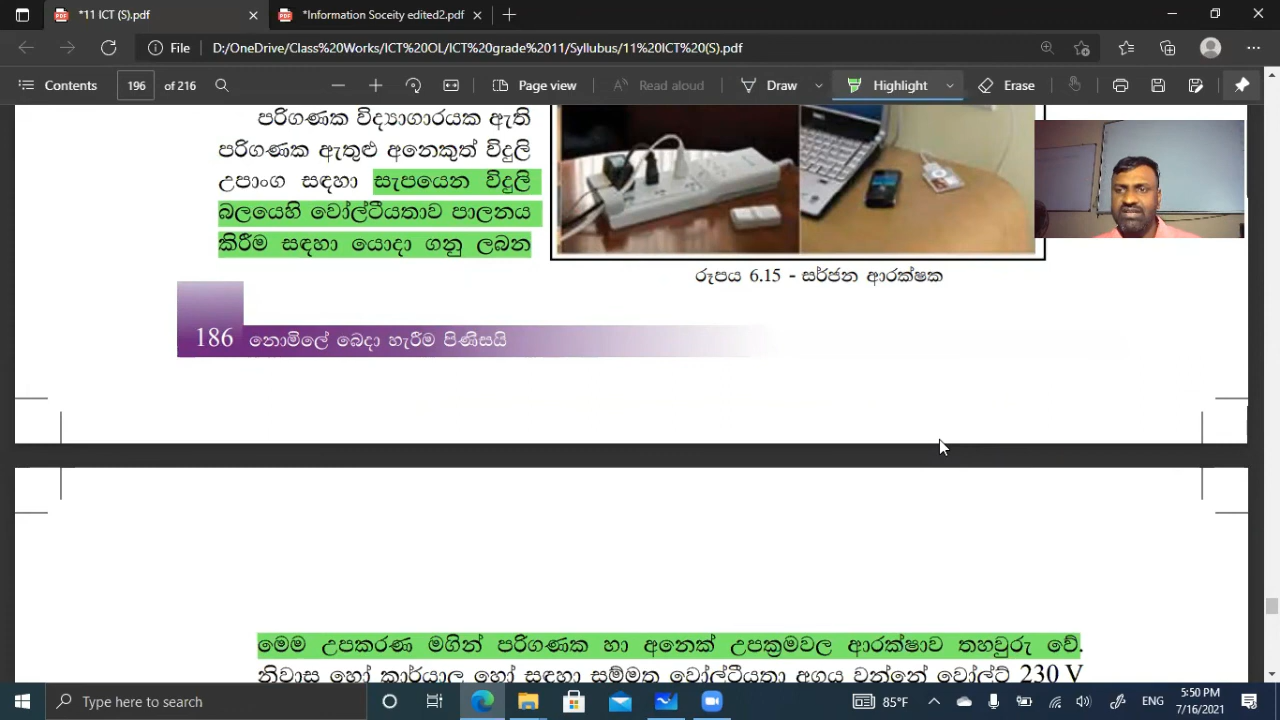 *11 ICT (S).pdf
*Information Soceity edited2.pdf
File
D:/OneDrive/Class%20Works/ICT%20OL/ICT%20grade%2011/Syllubus/11%20ICT%20(S).pdf
Contents
196
of 216
Page view
Read aloud
Draw
Highlight
Erase
පරිගණක විද්‍යාගාරයක ඇති
පරිගණක ඇතුළු අනෙකුත් විදුලි
උපාංග සඳහා සැපයෙන විදුලි
බලයෙහි වෝල්ටීයතාව පාලනය
කිරීම සඳහා යොදා ගනු ලබන
රූපය 6.15 - සර්ජන ආරක්ෂක
186 නොමිලේ බෙදා හැරීම පිණිසයි
මෙම උපකරණ මගින් පරිගණක හා අනෙක් උපක්‍රමවල ආරක්ෂාව තහවුරු වේ.
නිවාස හෝ කාර්යාල හෝ සඳහා සම්මත වෝල්ටීයතා අගය වන්නේ වෝල්ට් 230 V
Type here to search
85°F
ENG
5:50 PM
7/16/2021